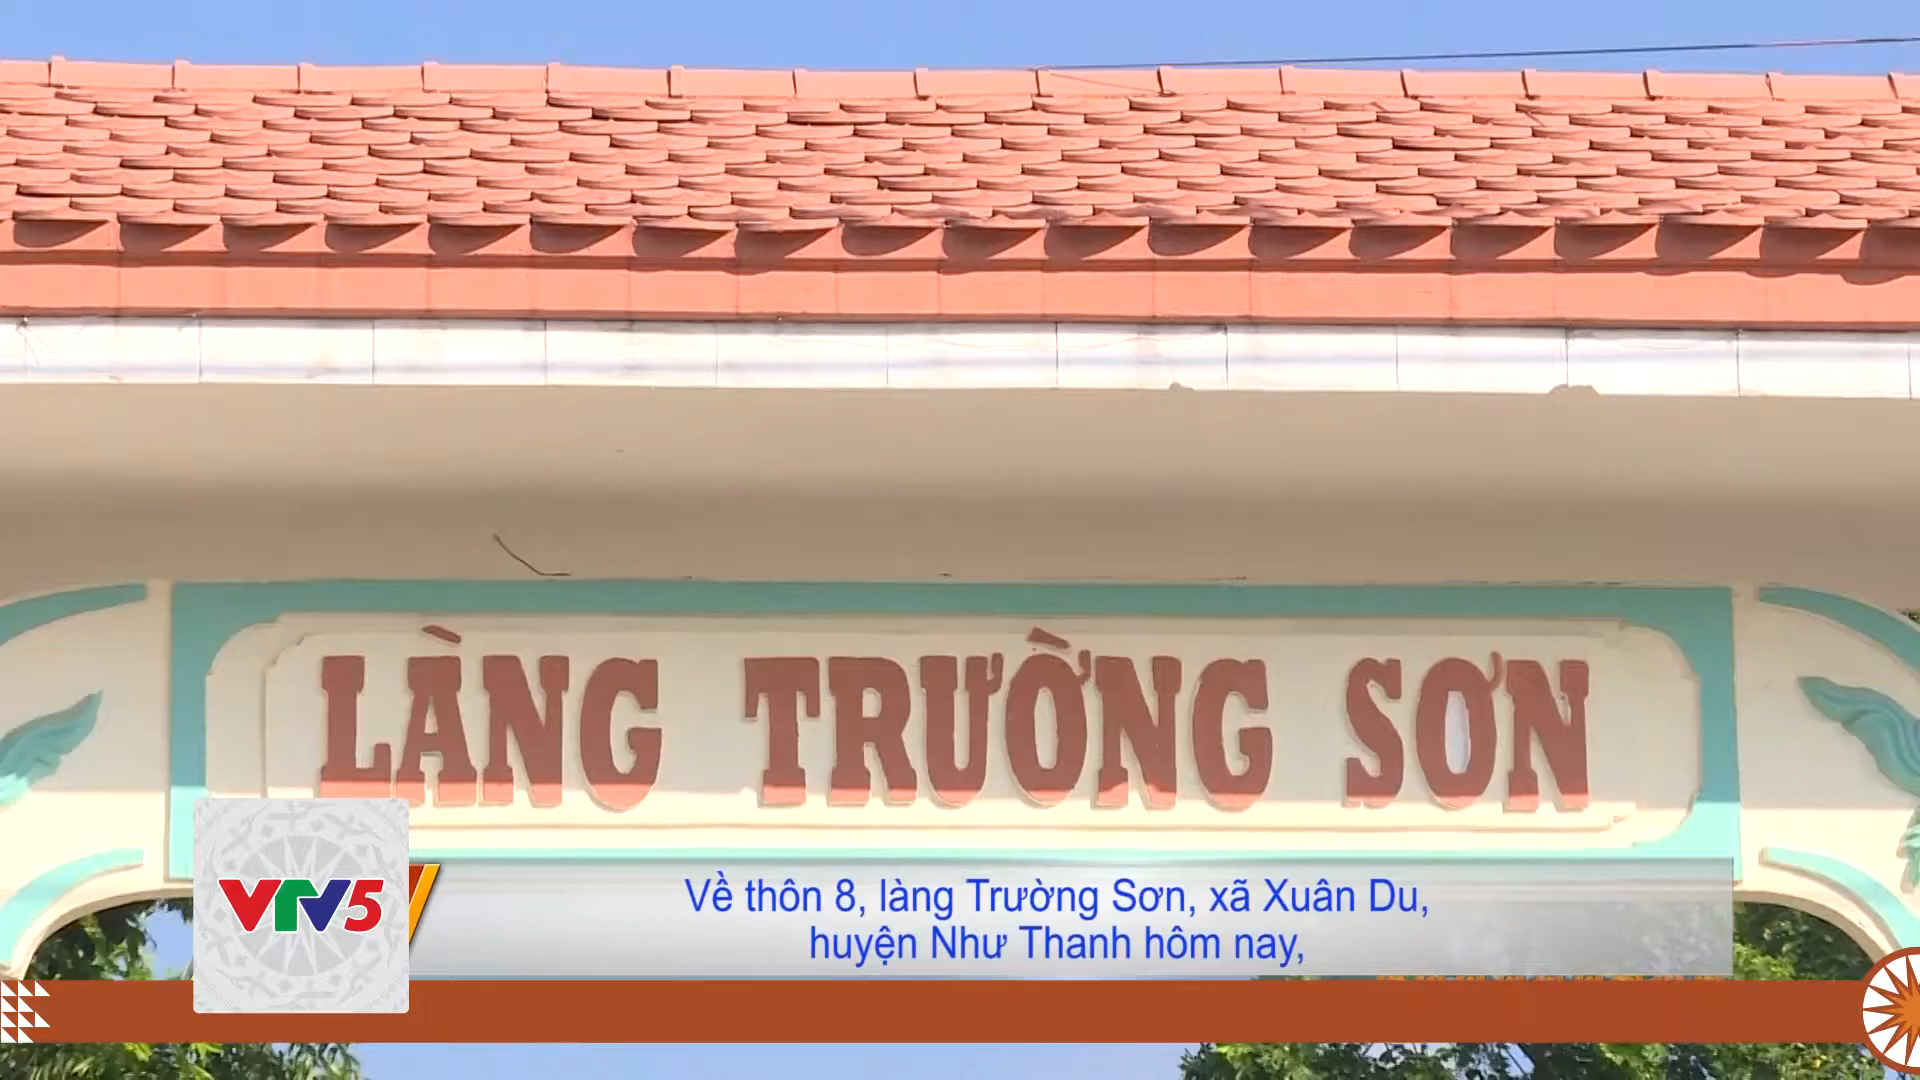 LÀNG TRƯỜNG SƠN
VTV5
Về thôn 8, làng Trường Sơn, xã Xuân Du,
huyện Như Thanh hôm nay,